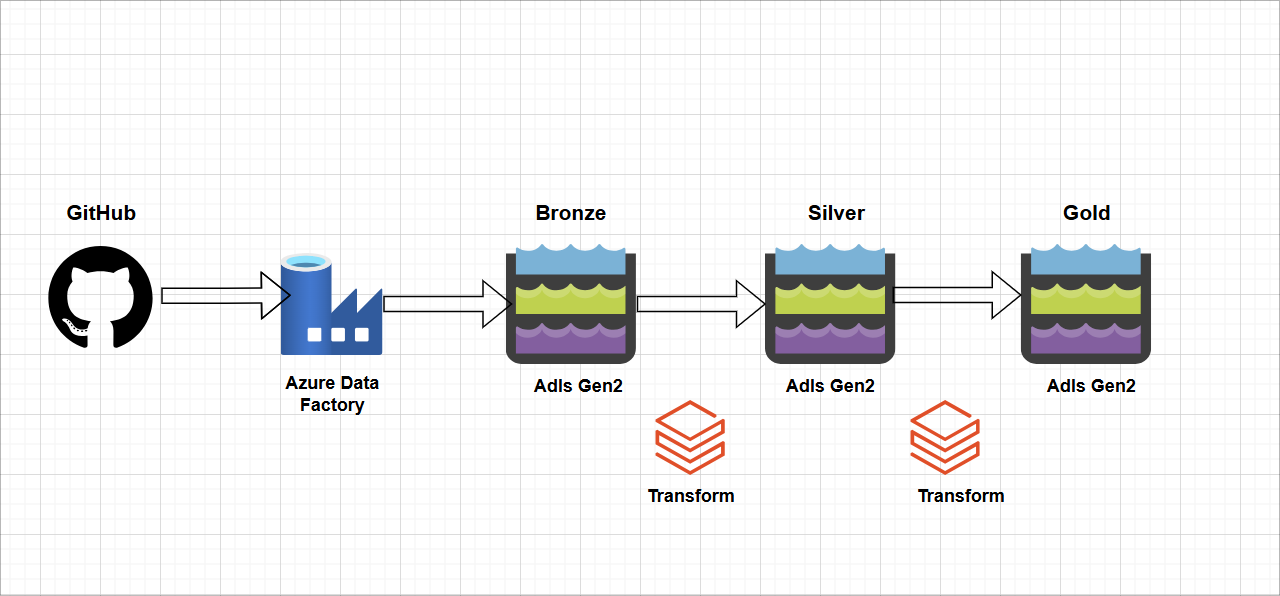 GitHub
Bronze
Silver
Gold
Azure Data
Factory
Adls Gen2
Adls Gen2
Adls Gen2
Transform
Transform